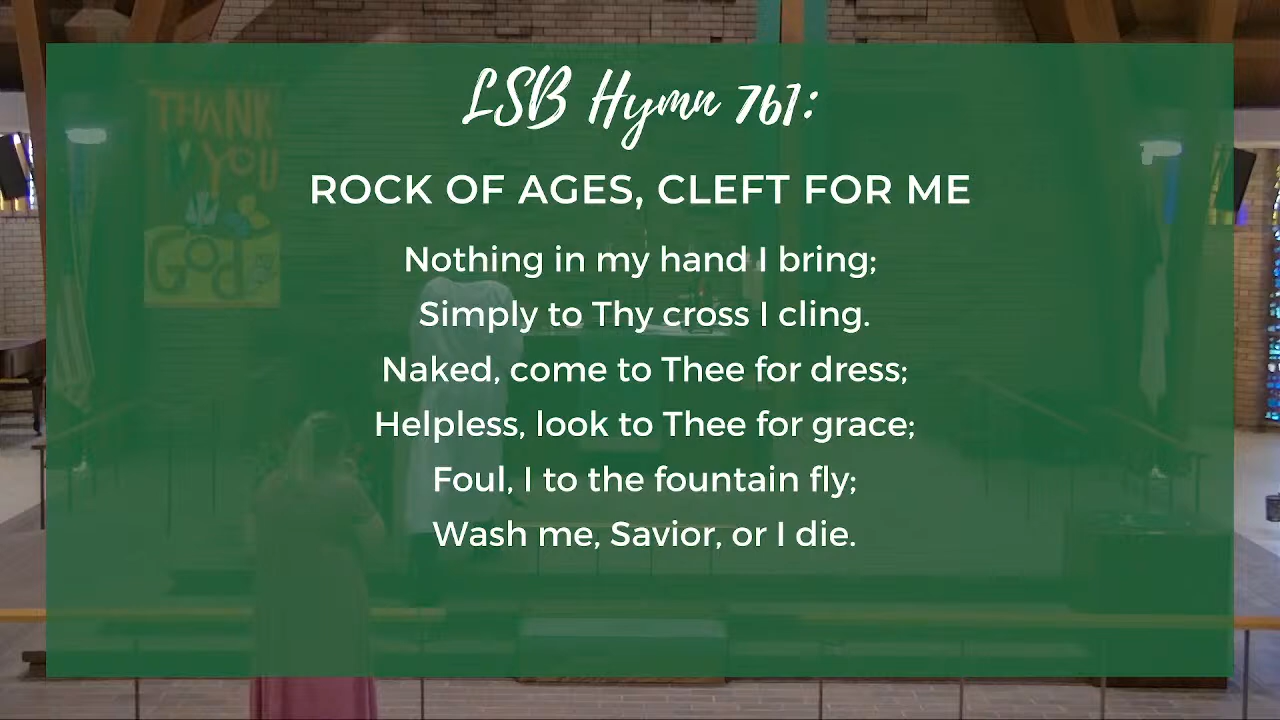 LSB Hymn 761:
ROCK OF AGES, CLEFT FOR ME
THANK
YOU
GOD
Nothing in my hand I bring;
Simply to Thy cross I cling.
Naked, come to Thee for dress;
Helpless, look to Thee for grace;
Foul, I to the fountain fly;
Wash me, Savior, or I die.